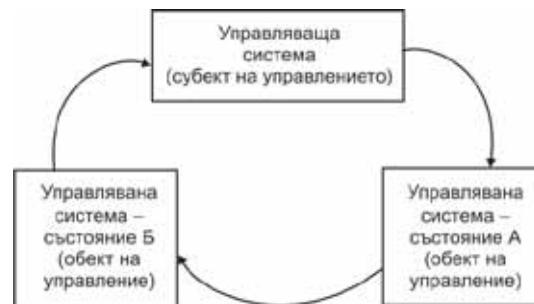 Управляваща
система
(субект на управлението)
Управлявана
система –
състояние Б
(обект на
управление)
Управлявана
система –
състояние А
(обект на
управление)